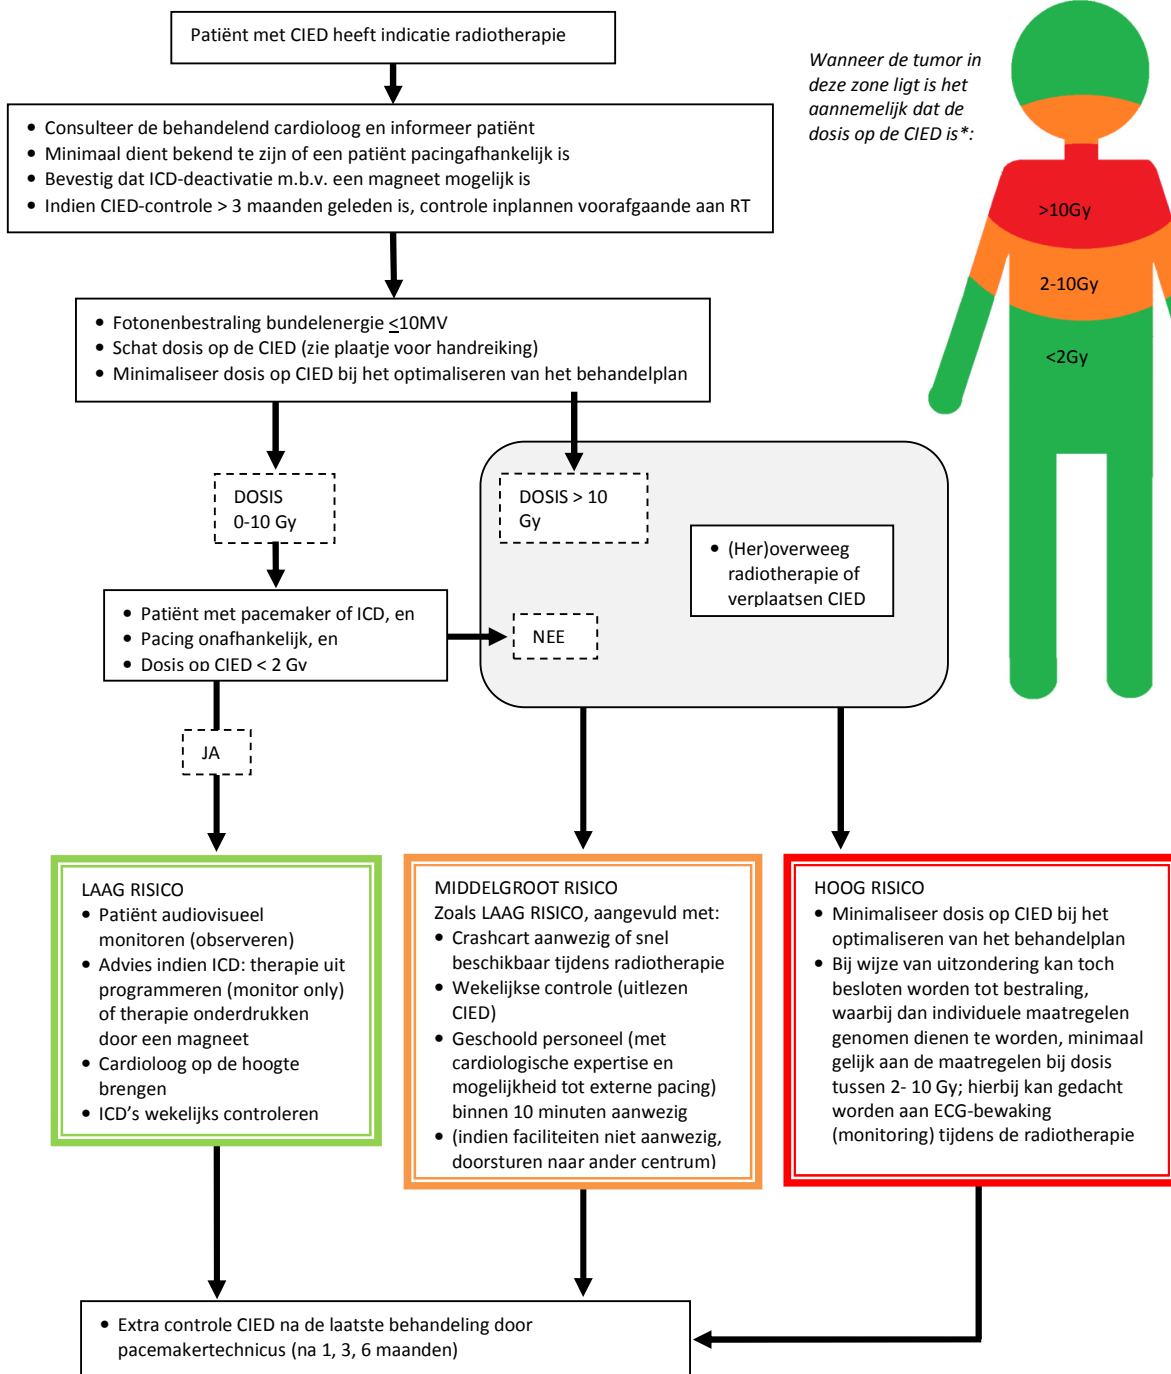 Patiënt met CIED heeft indicatie radiotherapie
Wanneer de tumor in
deze zone ligt is het
aannemelijk dat de
dosis op de CIED is*:
• Consulteer de behandelend cardioloog en informeer patiënt
• Minimaal dient bekend te zijn of een patiënt pacingafhankelijk is
• Bevestig dat ICD-deactivatie m.b.v. een magneet mogelijk is
• Indien CIED-controle > 3 maanden geleden is, controle inplannen voorafgaande aan RT
>10Gy
2-10Gy
<2Gy
• Fotonenbestraling bundelenergie <10MV
• Schat dosis op de CIED (zie plaatje voor handreiking)
• Minimaliseer dosis op CIED bij het optimaliseren van het behandelplan
DOSIS
0-10 Gy
DOSIS > 10
Gy
• (Her)overweeg
radiotherapie of
verplaatsen CIED
• Patiënt met pacemaker of ICD, en
• Pacing onafhankelijk, en
• Dosis op CIED < 2 Gy
NEE
JA
LAAG RISICO
• Patiënt audiovisueel
monitoren (observeren)
• Advies indien ICD: therapie uit
programmeren (monitor only)
of therapie onderdrukken
door een magneet
• Cardioloog op de hoogte
brengen
• ICD's wekelijks controleren
MIDDELGROOT RISICO
Zoals LAAG RISICO, aangevuld met:
• Crashcart aanwezig of snel
beschikbaar tijdens radiotherapie
• Wekelijkse controle (uitlezen
CIED)
• Geschoold personeel (met
cardiologische expertise en
mogelijkheid tot externe pacing)
binnen 10 minuten aanwezig
• (indien faciliteiten niet aanwezig,
doorsturen naar ander centrum)
HOOG RISICO
• Minimaliseer dosis op CIED bij het
optimaliseren van het behandelplan
• Bij wijze van uitzondering kan toch
besloten worden tot bestraling,
waarbij dan individuele maatregelen
genomen dienen te worden, minimaal
gelijk aan de maatregelen bij dosis
tussen 2- 10 Gy; hierbij kan gedacht
worden aan ECG-bewaking
(monitoring) tijdens de radiotherapie
• Extra controle CIED na de laatste behandeling door
pacemakertechnicus (na 1, 3, 6 maanden)